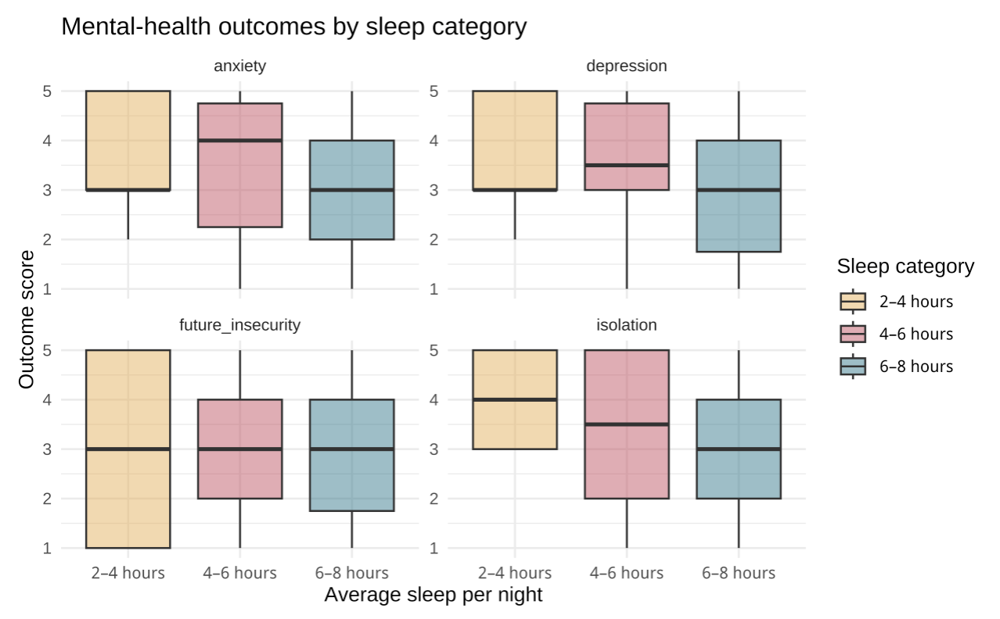 Mental-health outcomes by sleep category
anxiety
depression
5
4
3
2
1
5
4
3
2
1
future_insecurity
isolation
5
4
3
2
1
5
4
3
2
1
2–4 hours 4–6 hours 6–8 hours
2–4 hours 4–6 hours 6–8 hours
Average sleep per night
Outcome score
Sleep category
2–4 hours
4–6 hours
6–8 hours